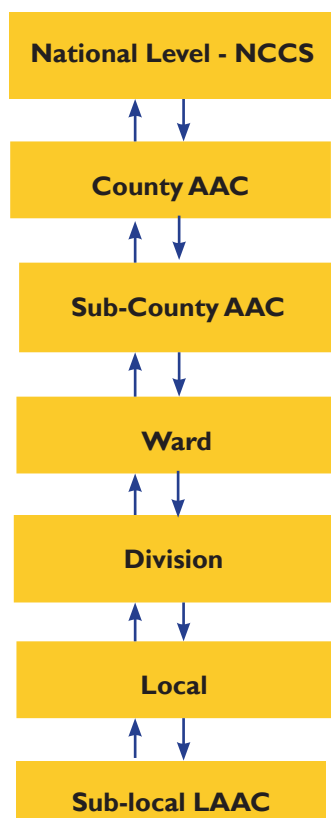 National Level - NCCS
County AAC
Sub-County AAC
Ward
Division
Local
Sub-local LAAC